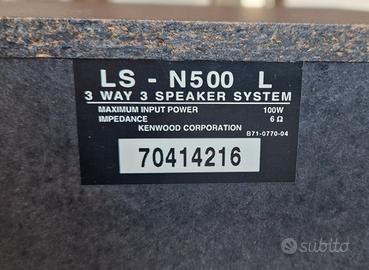 LS - N500 L
3 WAY 3 SPEAKER SYSTEM
MAXIMUM INPUT POWER 100W
IMPEDANCE 6 Ω
KENWOOD CORPORATION
B71-0770-04
70414216
subito